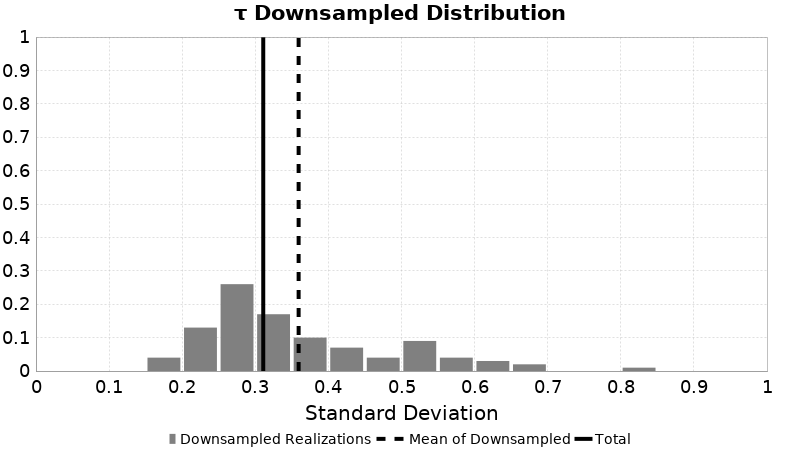 τ Downsampled Distribution
1
0.9
0.8
0.7
0.6
0.5
0.4
0.3
0.2
0.1
0
0 0.1 0.2 0.3 0.4 0.5 0.6 0.7 0.8 0.9 1
Standard Deviation
Downsampled Realizations Mean of Downsampled Total